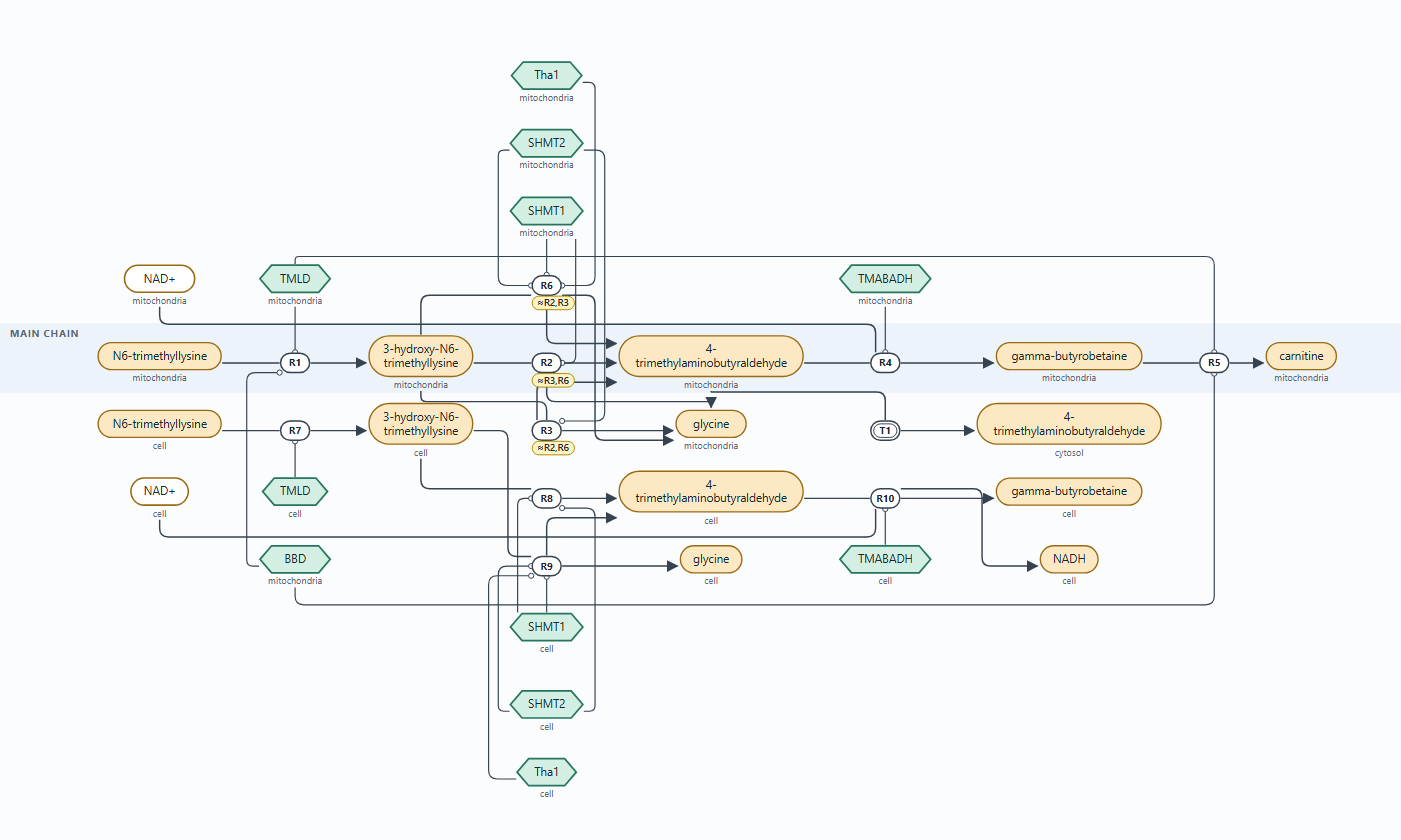 Tha1
mitochondria
SHMT2
mitochondria
SHMT1
mitochondria
NAD+
mitochondria
TMLD
mitochondria
R6
≈R2,R3
TMABADH
mitochondria
MAIN CHAIN
N6-trimethyllysine
mitochondria
R1
3-hydroxy-N6-
trimethyllysine
mitochondria
R2
≈R3,R6
4-
trimethylaminobutyraldehyde
mitochondria
R4
gamma-butyrobetaine
mitochondria
R5
carnitine
mitochondria
N6-trimethyllysine
cell
R7
3-hydroxy-N6-
trimethyllysine
cell
R3
≈R2,R6
glycine
mitochondria
T1
4-
trimethylaminobutyraldehyde
cytosol
NAD+
cell
TMLD
cell
R8
4-
trimethylaminobutyraldehyde
cell
R10
gamma-butyrobetaine
cell
BBD
mitochondria
R9
glycine
cell
TMABADH
cell
NADH
cell
SHMT1
cell
SHMT2
cell
Tha1
cell